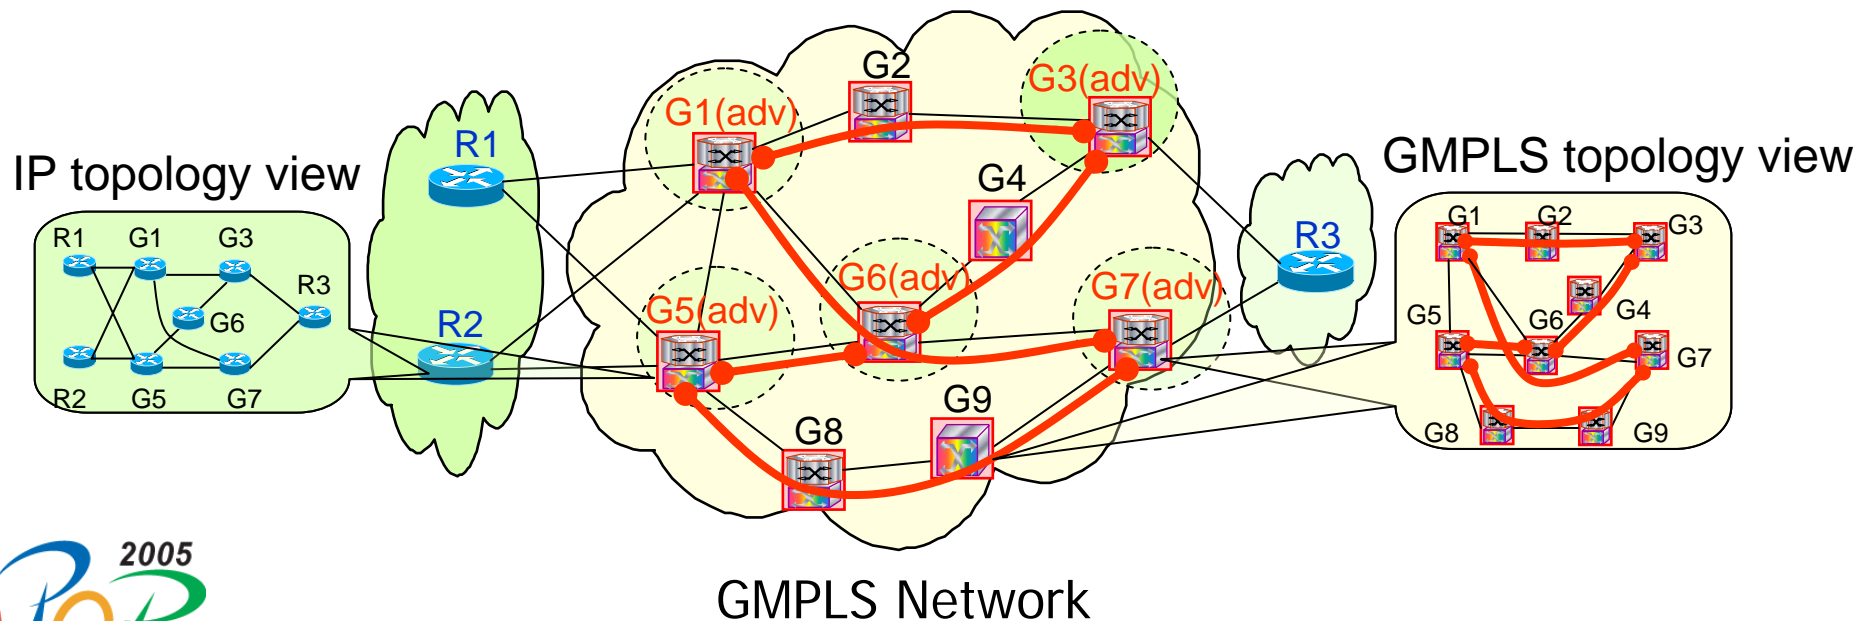 IP topology view
R1 G1 G3
R3
G6
R2 G5 G7
R1
R2
G1(adv)
G2
G3(adv)
G4
G5(adv)
G6(adv)
G7(adv)
G8
G9
R3
GMPLS topology view
G1 G2 G3
G5 G6 G4
G7
G8 G9
2005
GMPLS Network